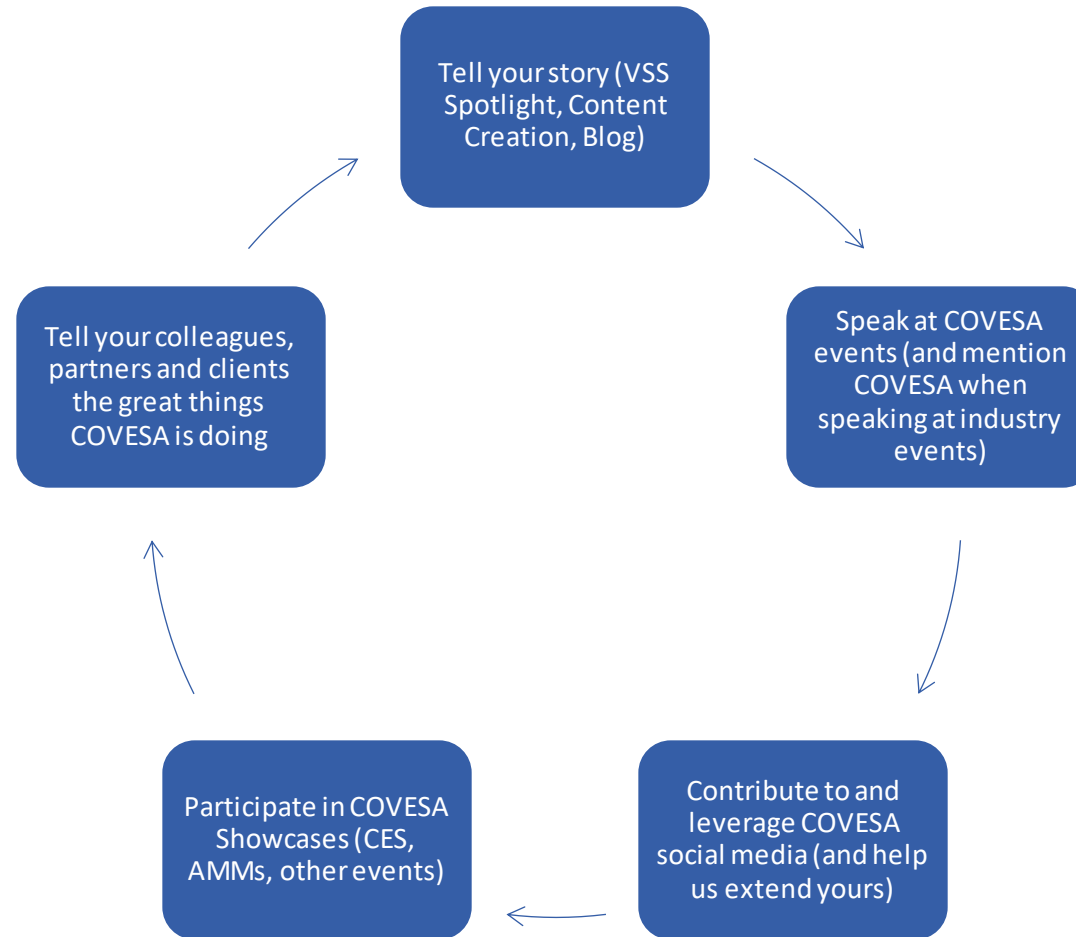 Tell your story (VSS
Spotlight, Content
Creation, Blog)
Speak at COVESA
events (and mention
COVESA when
speaking at industry
events)
Contribute to and
leverage COVESA
social media (and help
us extend yours)
Participate in COVESA
Showcases (CES,
AMMs, other events)
Tell your colleagues,
partners and clients
the great things
COVESA is doing